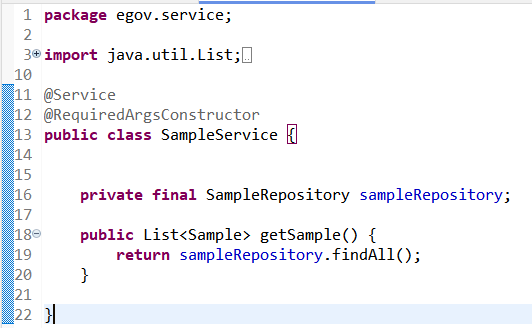 1 package egov.service;
2
3 import java.util.List;
10
11 @Service
12 @RequiredArgsConstructor
13 public class SampleService {
14
15
16     private final SampleRepository sampleRepository;
17
18     public List<Sample> getSample() {
19         return sampleRepository.findAll();
20     }
21
22 }